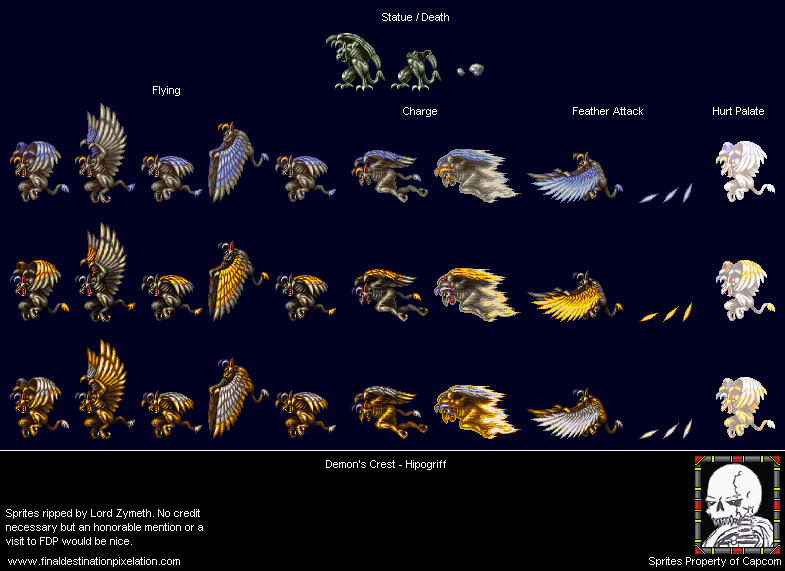 Statue / Death
Flying
Charge
Feather Attack
Hurt Palate
Demon's Crest - Hipogriff
Sprites ripped by Lord Zymeth. No credit
necessary but an honorable mention or a
visit to FDP would be nice.
www.finaldestinationpixelation.com
Sprites Property of Capcom